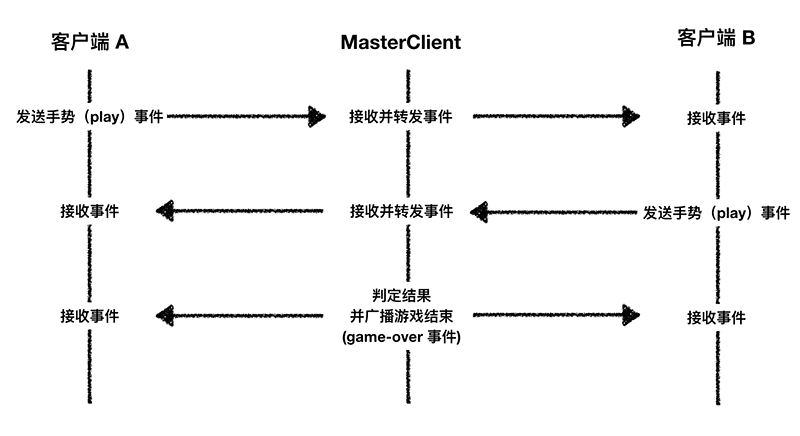 客户端 A
MasterClient
客户端 B
发送手势（play）事件
接收并转发事件
接收事件
接收事件
接收并转发事件
发送手势（play）事件
接收事件
判定结果
并广播游戏结束
(game-over 事件)
接收事件